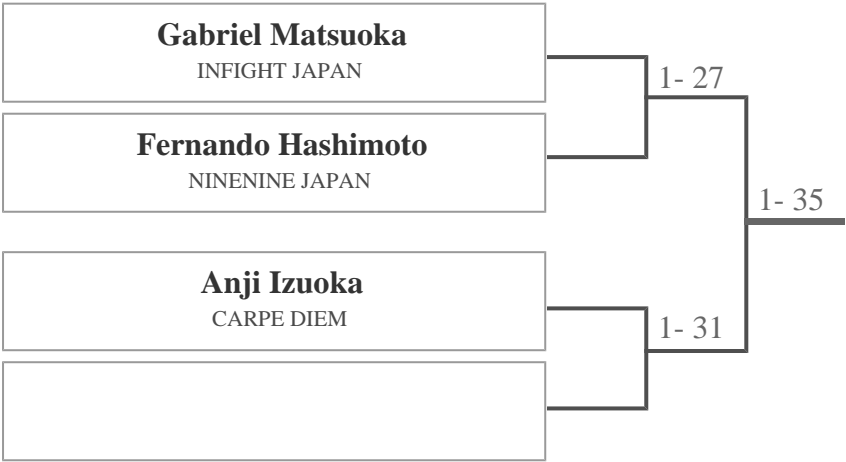 Gabriel Matsuoka
INFIGHT JAPAN
1- 27
Fernando Hashimoto
NINENINE JAPAN
1- 35
Anji Izuoka
CARPE DIEM
1- 31